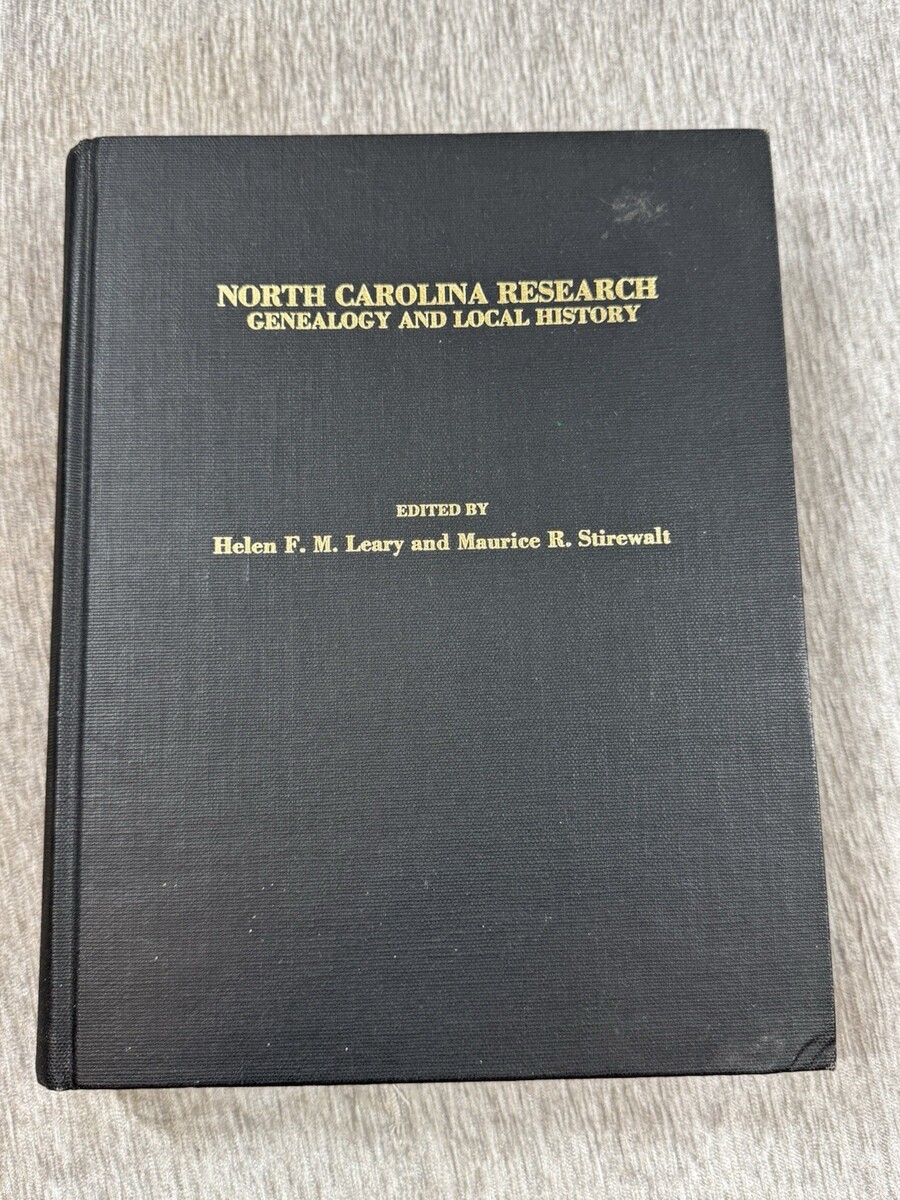 NORTH CAROLINA RESEARCH
GENEALOGY AND LOCAL HISTORY
EDITED BY
Helen F. M. Leary and Maurice R. Stirewalt